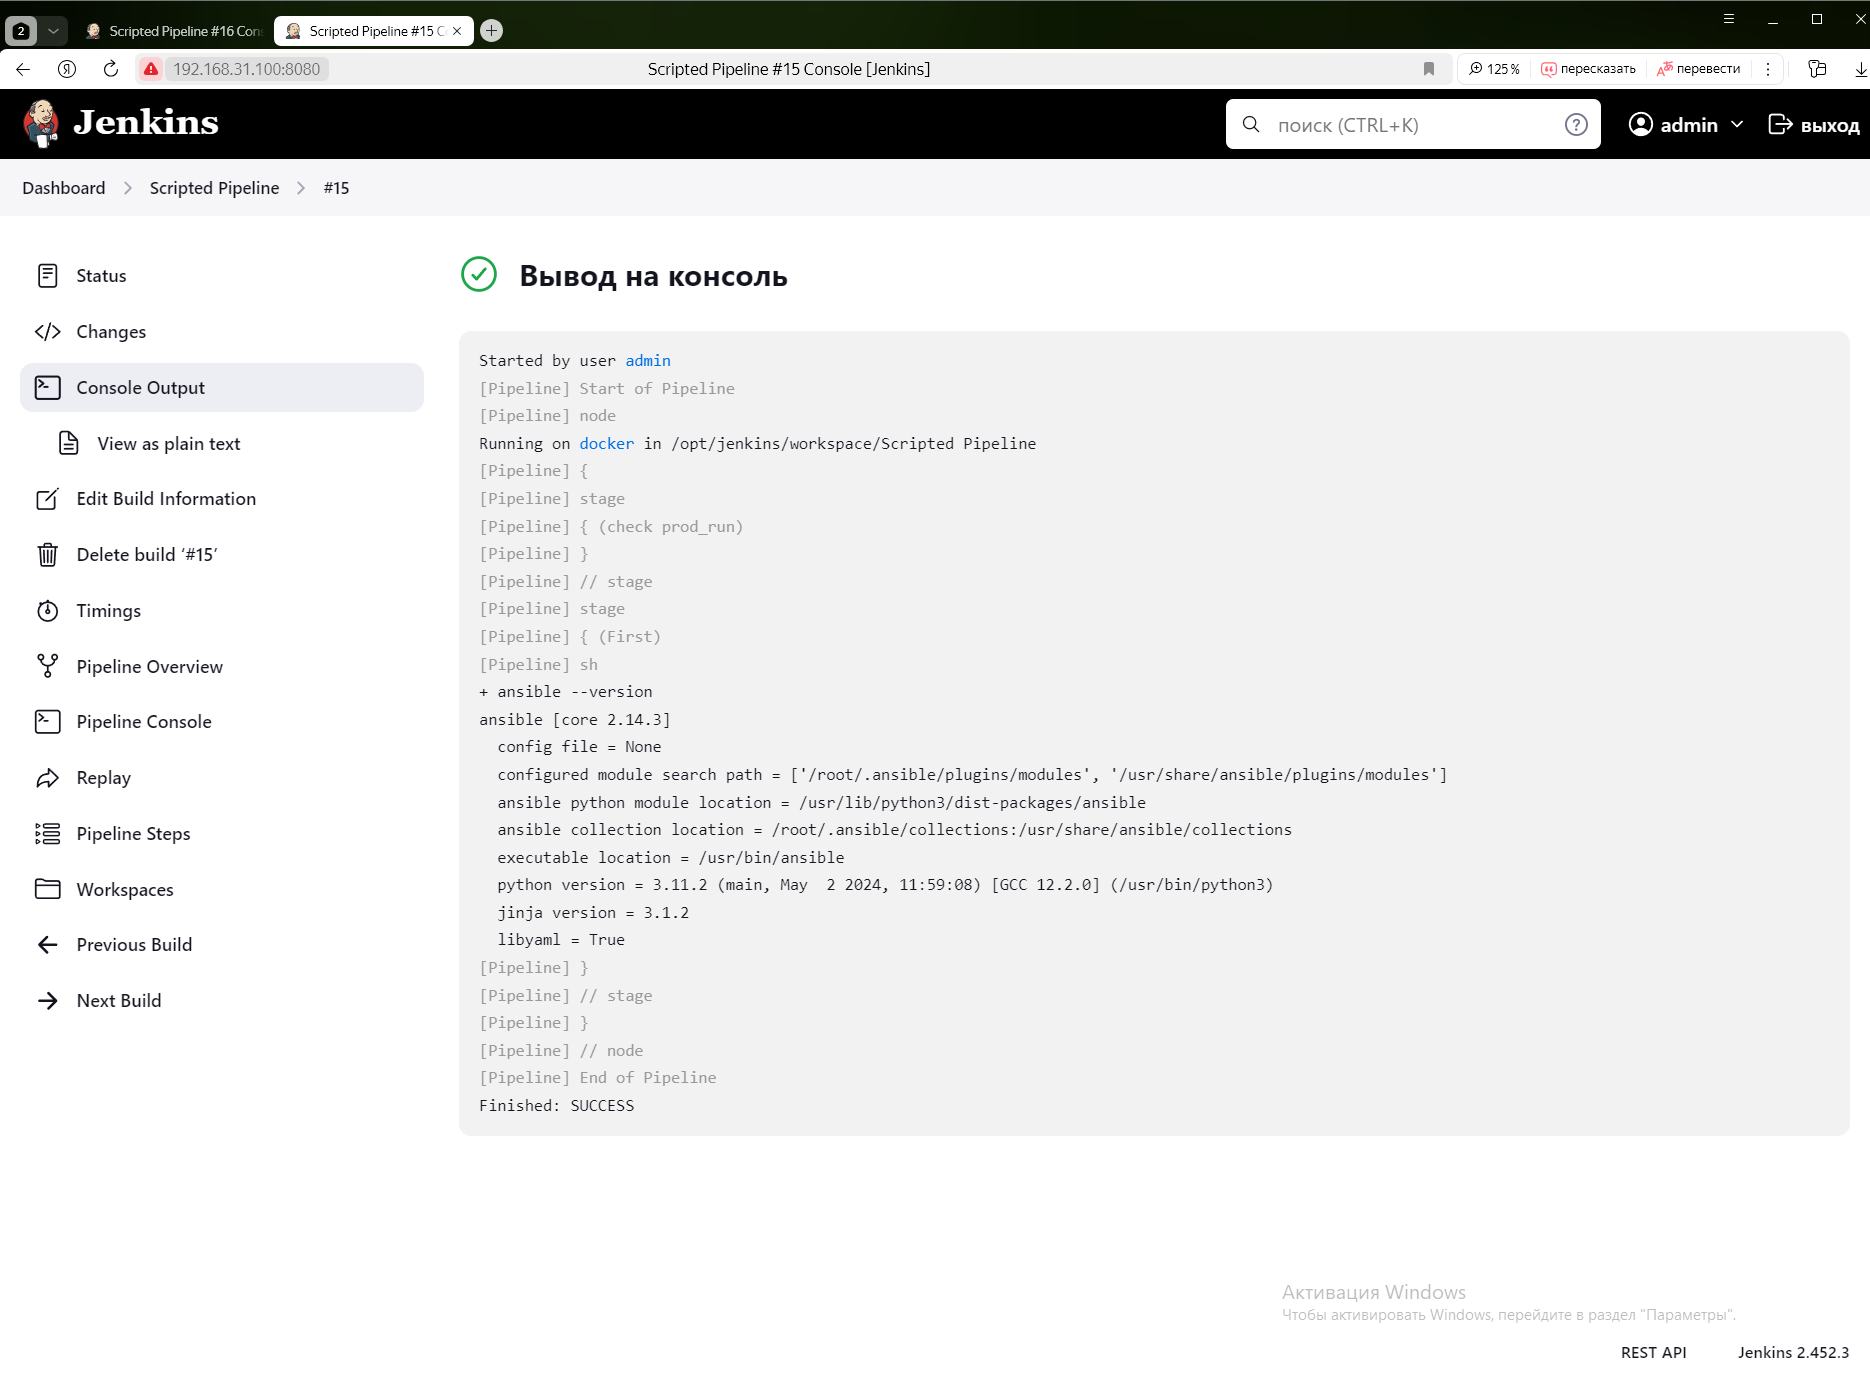 2
Scripted Pipeline #16 Con
Scripted Pipeline #15 C
192.168.31.100:8080
Scripted Pipeline #15 Console [Jenkins]
125 %
пересказать
перевести
Jenkins
поиск (CTRL+K)
admin
выход
Dashboard
Scripted Pipeline
#15
Status
Changes
Console Output
View as plain text
Edit Build Information
Delete build ‘#15’
Timings
Pipeline Overview
Pipeline Console
Replay
Pipeline Steps
Workspaces
Previous Build
Next Build
Вывод на консоль
Started by user admin
[Pipeline] Start of Pipeline
[Pipeline] node
Running on docker in /opt/jenkins/workspace/Scripted Pipeline
[Pipeline] {
[Pipeline] stage
[Pipeline] { (check prod_run)
[Pipeline] }
[Pipeline] // stage
[Pipeline] stage
[Pipeline] { (First)
[Pipeline] sh
+ ansible --version
ansible [core 2.14.3]
  config file = None
  configured module search path = ['/root/.ansible/plugins/modules', '/usr/share/ansible/plugins/modules']
  ansible python module location = /usr/lib/python3/dist-packages/ansible
  ansible collection location = /root/.ansible/collections:/usr/share/ansible/collections
  executable location = /usr/bin/ansible
  python version = 3.11.2 (main, May  2 2024, 11:59:08) [GCC 12.2.0] (/usr/bin/python3)
  jinja version = 3.1.2
  libyaml = True
[Pipeline] }
[Pipeline] // stage
[Pipeline] }
[Pipeline] // node
[Pipeline] End of Pipeline
Finished: SUCCESS
Активация Windows
Чтобы активировать Windows, перейдите в раздел "Параметры".
REST API
Jenkins 2.452.3